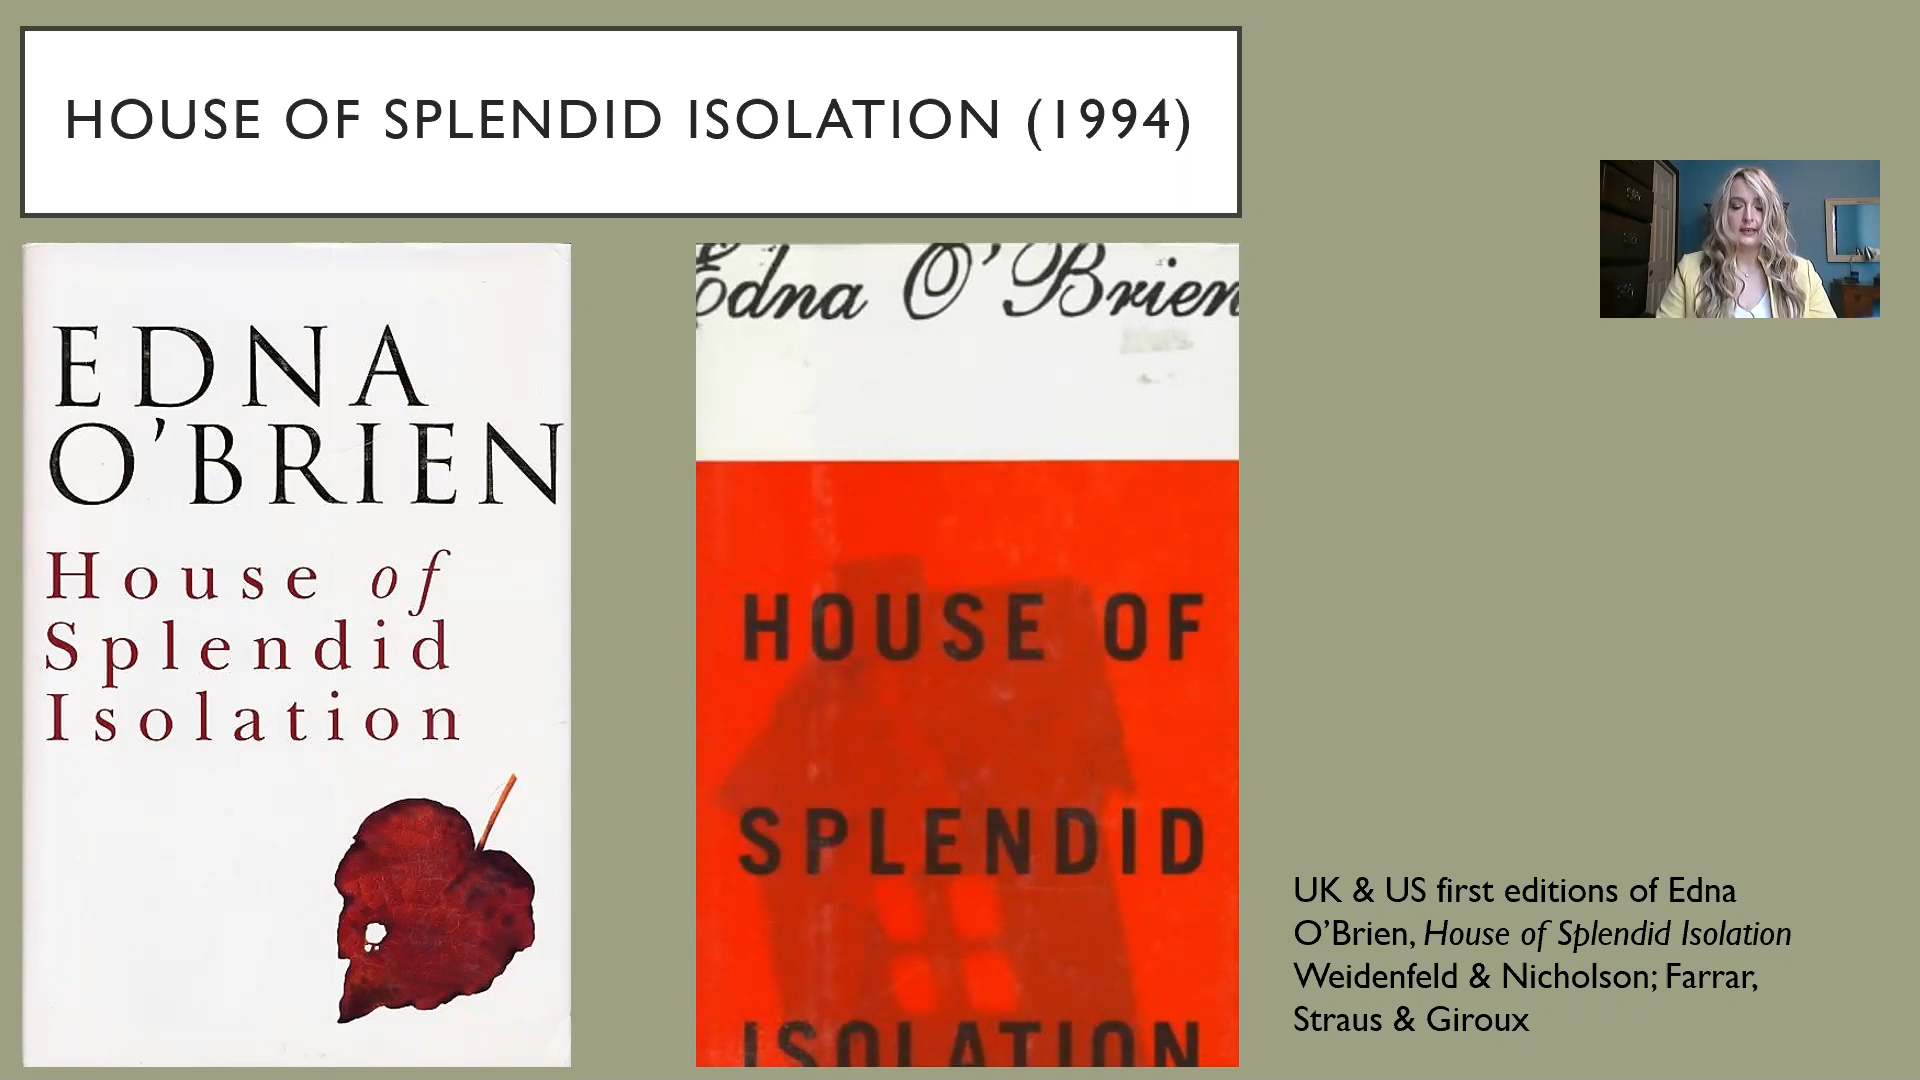 HOUSE OF SPLENDID ISOLATION (1994)
EDNA
O'BRIEN
House of
Splendid
Isolation
Edna O'Brien
HOUSE OF
SPLENDID
ISOLATION
UK & US first editions of Edna
O'Brien, House of Splendid Isolation
Weidenfeld & Nicholson; Farrar,
Straus & Giroux